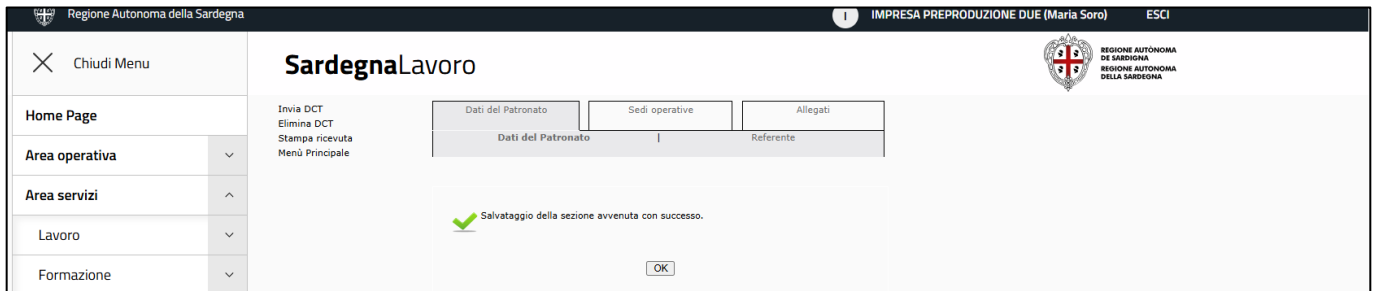 Regione Autonoma della Sardegna
I IMPRESA PREPRODUZIONE DUE (Maria Soro) ESCI
Chiudi Menu
SardegnaLavoro
REGIONE AUTÒNOMA
DE SARDIGNA
REGIONE AUTONOMA
DELLA SARDEGNA
Home Page
Area operativa
Area servizi
Lavoro
Formazione
Invia DCT
Elimina DCT
Stampa ricevuta
Menù Principale
Dati del Patronato Sedi operative Allegati
Dati del Patronato | Referente
Salvataggio della sezione avvenuta con successo.
OK